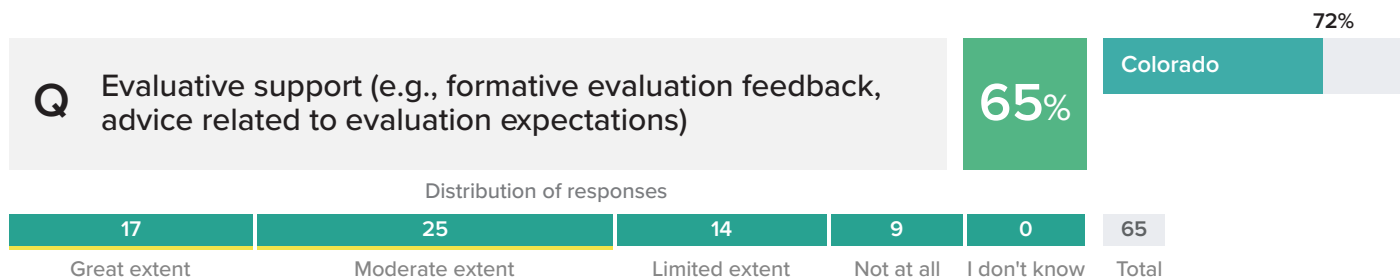 72%
Q Evaluative support (e.g., formative evaluation feedback,
advice related to evaluation expectations)
65%
Colorado
Distribution of responses
17 25 14 9 0 65
Great extent Moderate extent Limited extent Not at all I don't know Total